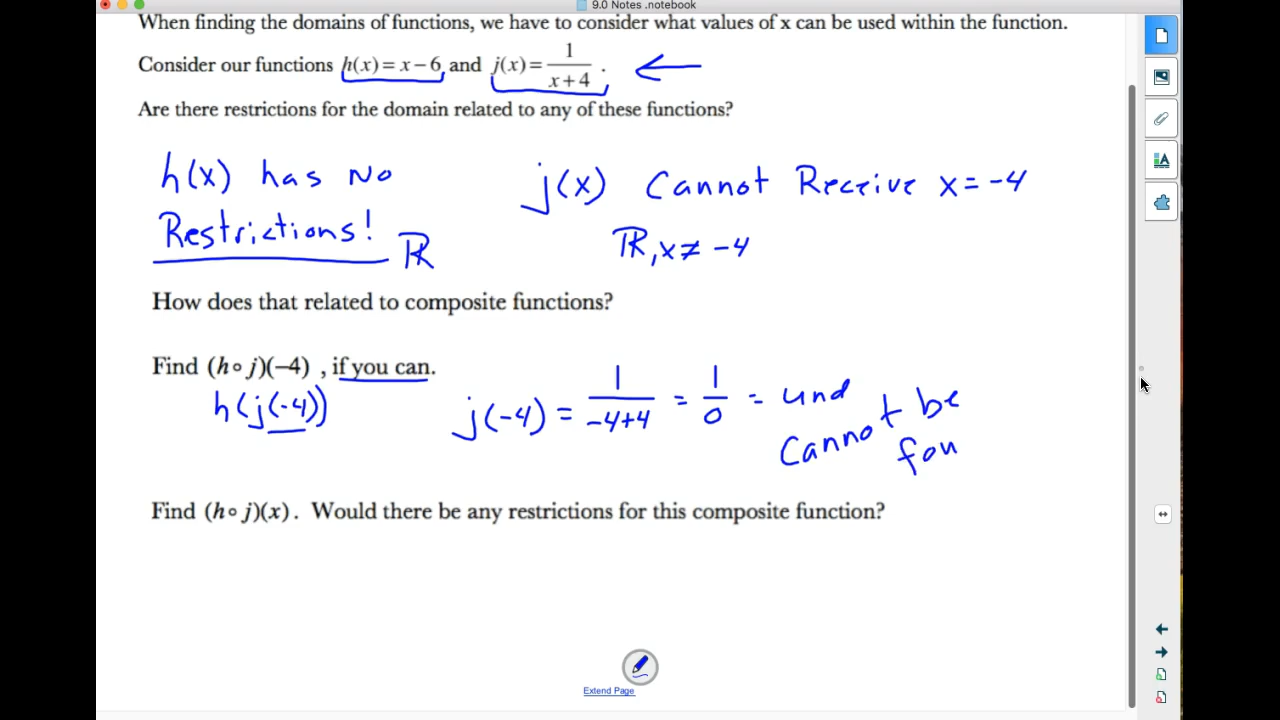 9.0 Notes .notebook
When finding the domains of functions, we have to consider what values of x can be used within the function.
Consider our functions h(x)=x−6 and j(x)=1/(x+4).
Are there restrictions for the domain related to any of these functions?
h(x) has No
Restrictions! ℝ
j(x) Cannot Receive x=-4
ℝ, x≠-4
How does that related to composite functions?
Find (h∘j)(−4) , if you can.
h(j(-4))
j(-4) = 1/(-4+4) = 1/0 = und
Cannot be
fou
Find (h∘j)(x). Would there be any restrictions for this composite function?
Extend Page